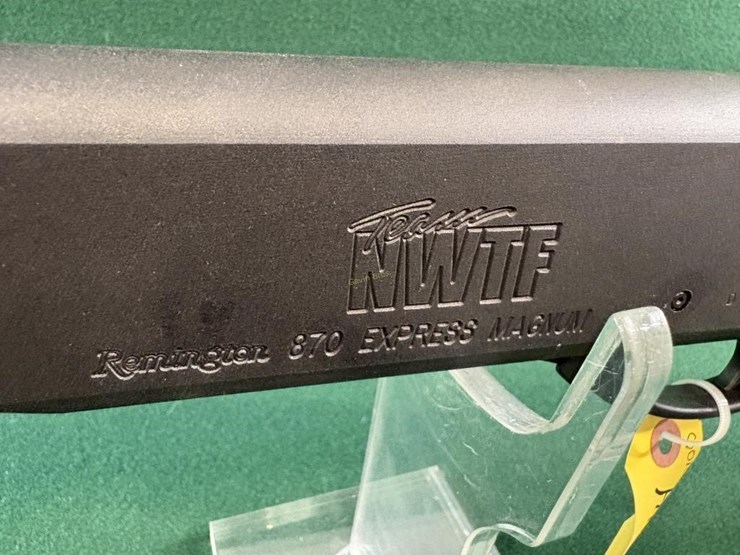 Team
NWTF
Remington 870 EXPRESS MAGNUM